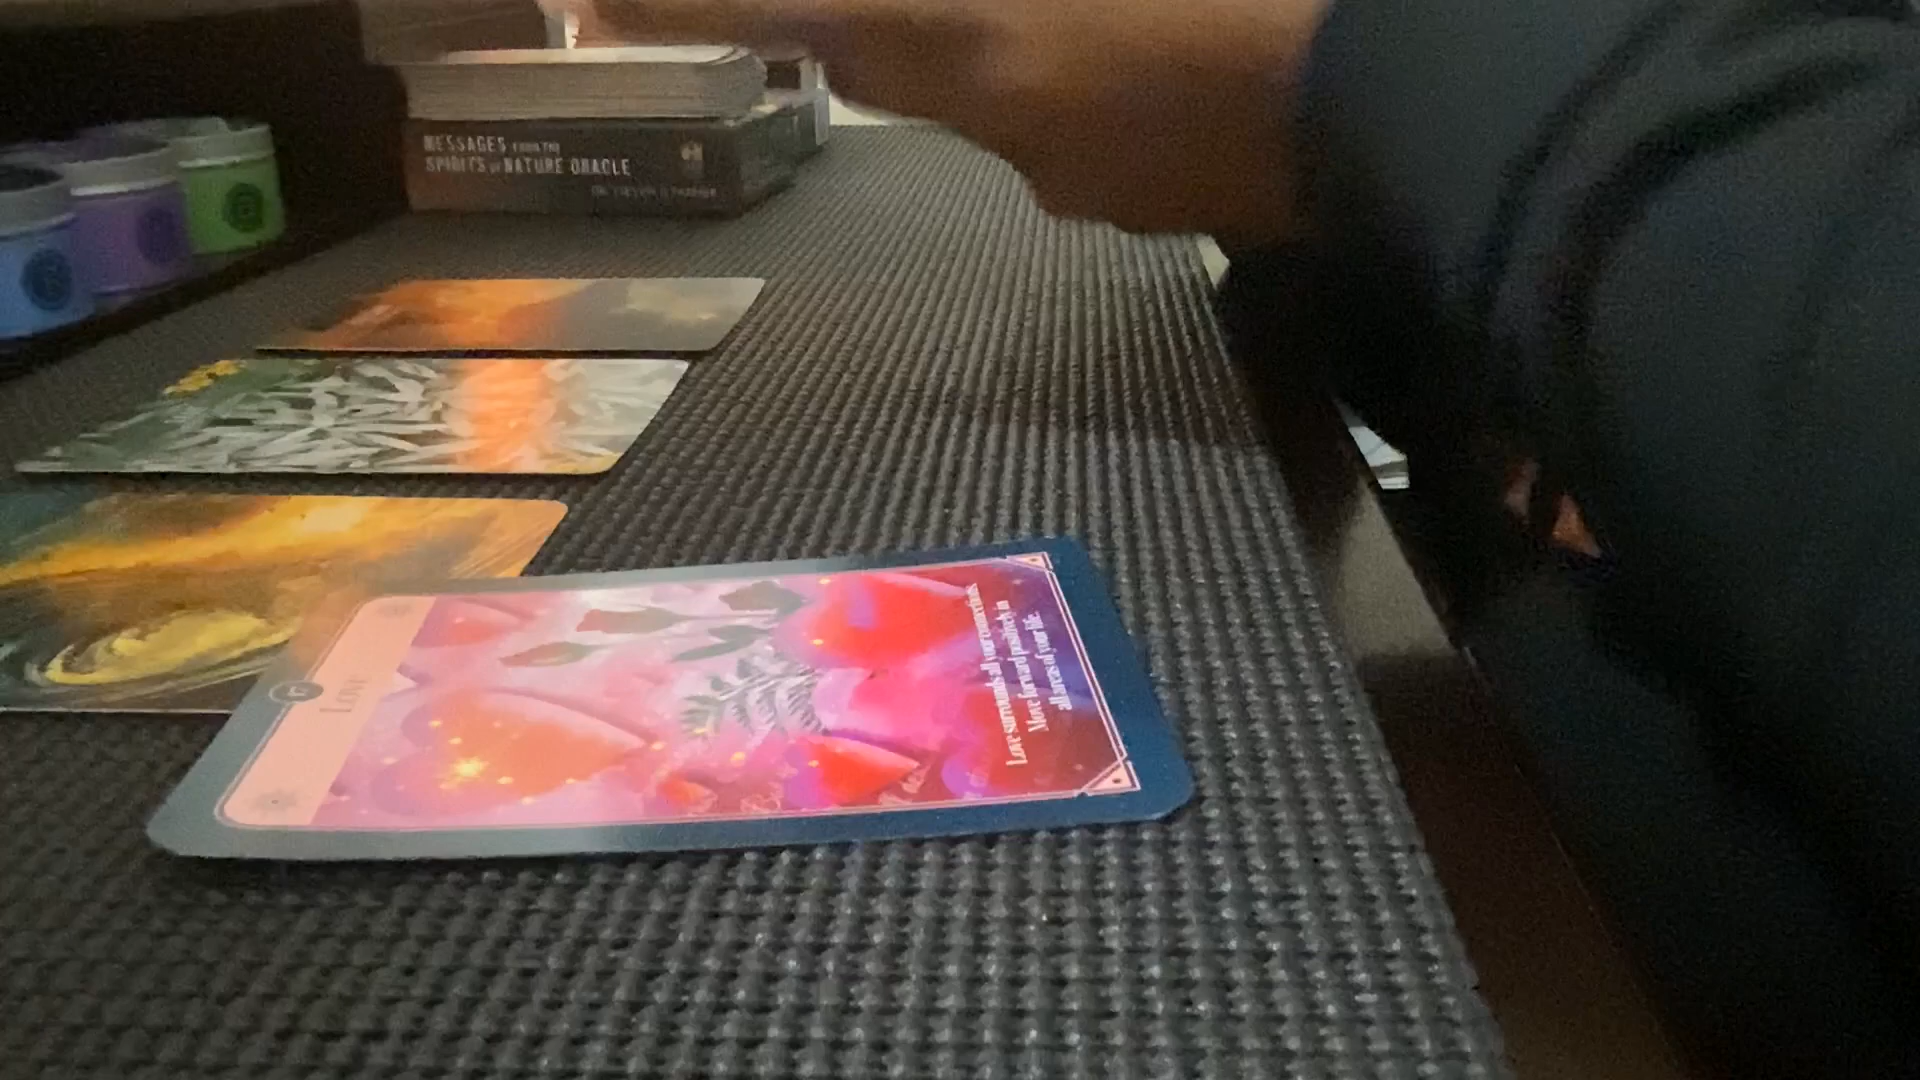 MESSAGES FROM THE
SPIRITS of NATURE ORACLE
17
LOVE
Love surrounds all your connections.
Move forward positively in
all areas of your life.